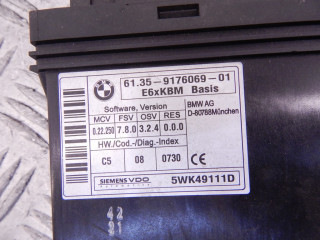 BMW
61.35-9176069-01
E6xKBM Basis
Software, Version
BMW AG
D-80788München
MCV FSV OSV RES
0.22.250 7.8.0 3.2.4 0.0.0
HW./Cod.-/Diag.-Index
C5 08 0730 CE
SIEMENS VDO 5WK49111D
AUTOMOTIVE
42
21